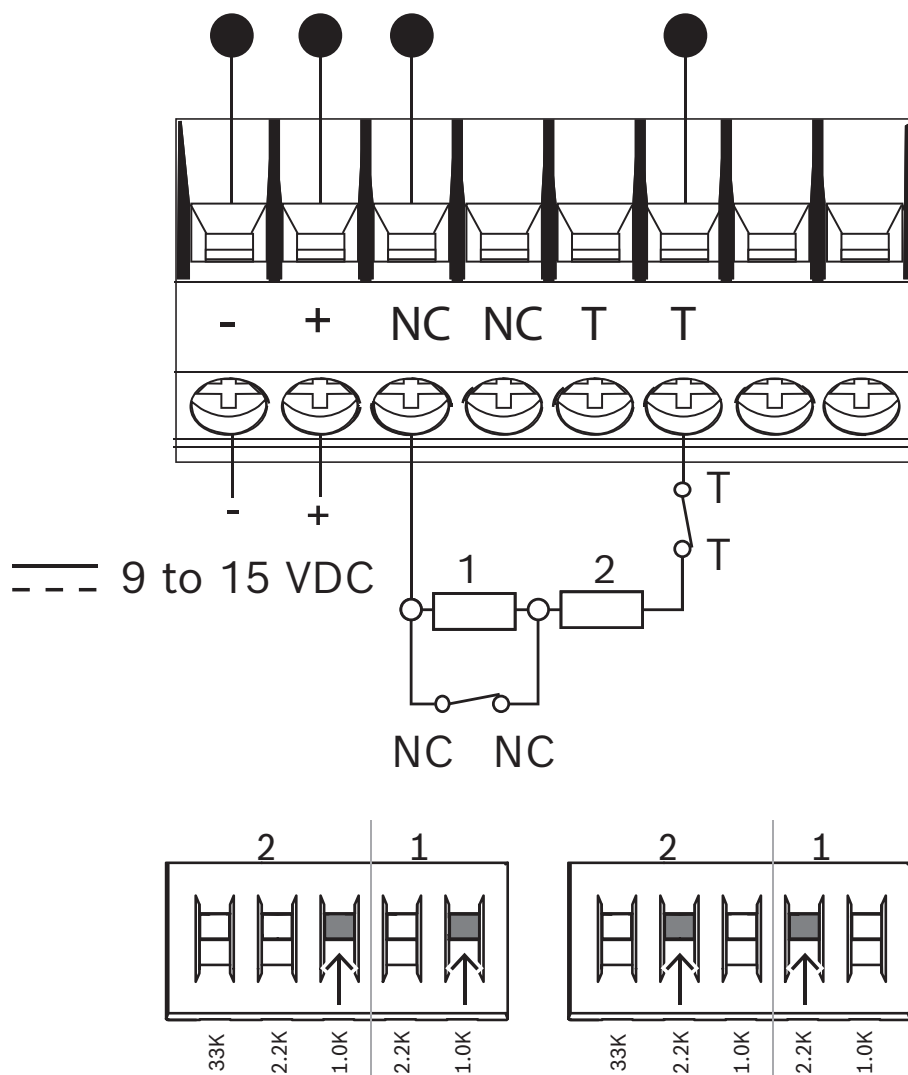 - + NC NC T T
- +
T
T
9 to 15 VDC
1 2
NC NC
2 1 2 1
33K 2.2K 1.0K 2.2K 1.0K 33K 2.2K 1.0K 2.2K 1.0K